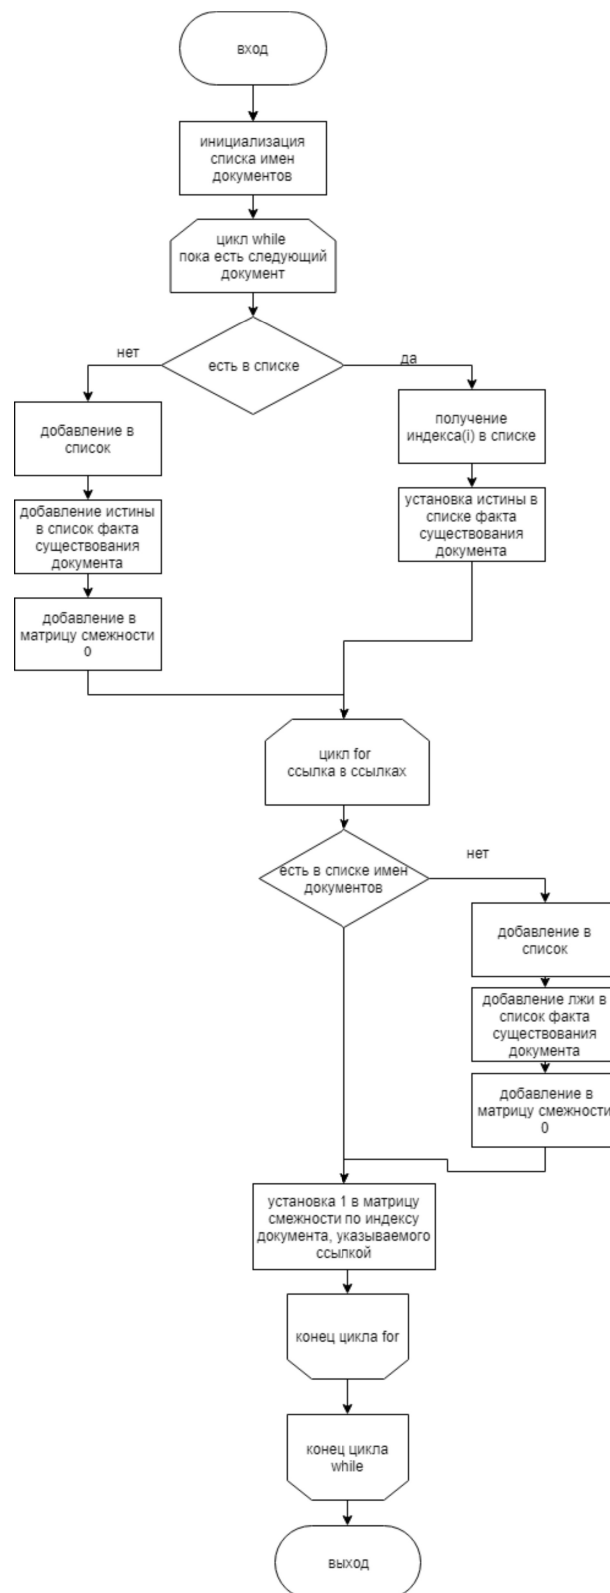 вход
инициализация
списка имен
документов
цикл while
пока есть следующий
документ
нет
есть в списке
да
добавление в
список
получение
индекса(i) в списке
добавление истины
в список факта
существования
документа
установка истины в
списке факта
существования
документа
добавление в
матрицу смежности
0
цикл for
ссылка в ссылках
есть в списке имен
документов
нет
добавление в
список
добавление лжи в
список факта
существования
документа
добавление в
матрицу смежности
0
установка 1 в матрицу
смежности по индексу
документа, указываемого
ссылкой
конец цикла for
конец цикла
while
выход